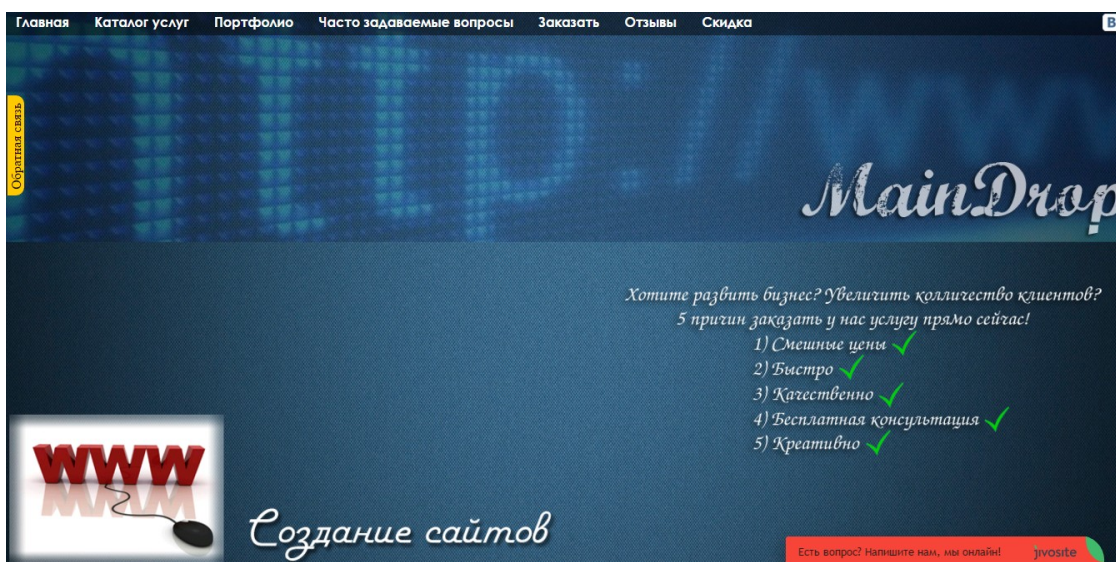 Главная Каталог услуг Портфолио Часто задаваемые вопросы Заказать Отзывы Скидка
В
http://www
Обратная связь
MainDrop
Хотите развить бизнес? Увеличить колличество клиентов?
5 причин заказать у нас услугу прямо сейчас!
1) Смешные цены
2) Быстро
3) Качественно
4) Бесплатная консультация
5) Креативно
www
Создание сайтов
Есть вопрос? Напишите нам, мы онлайн! jivosite